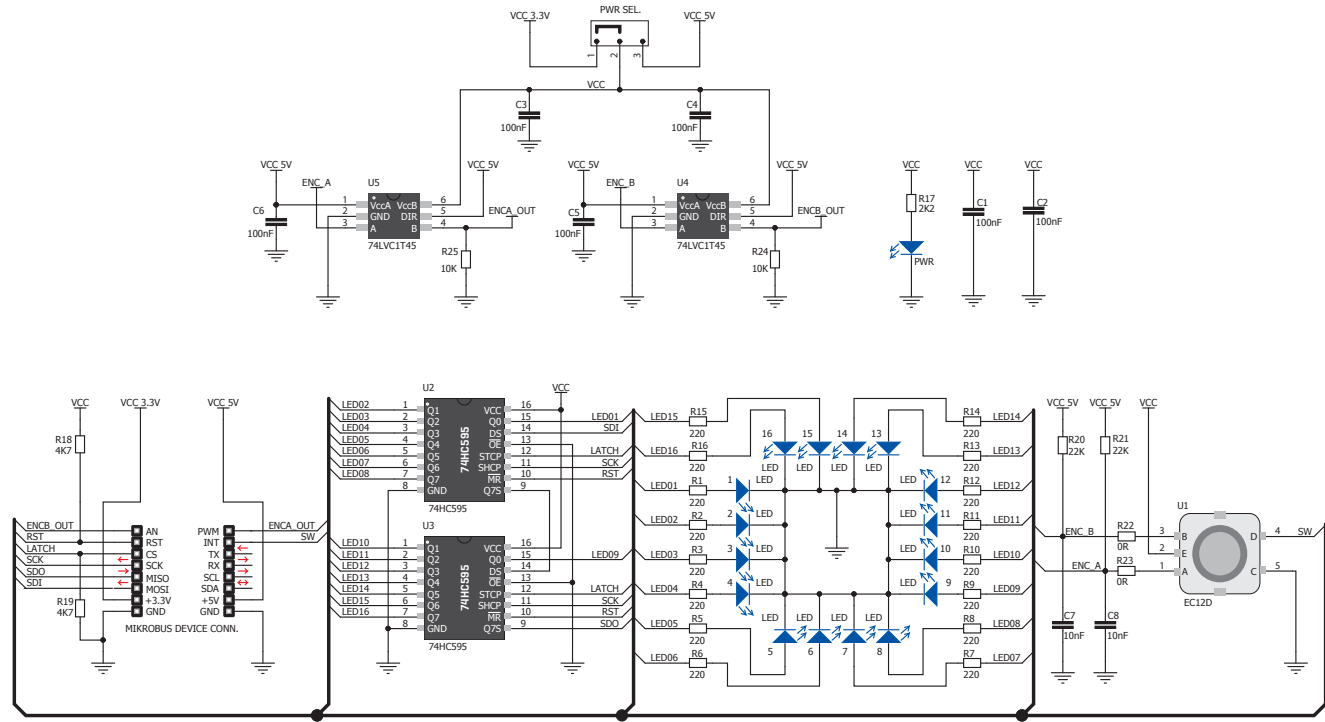 PWR SEL.
VCC 3.3V
VCC 5V
1
2
3
VCC
C3
100nF
C4
100nF
VCC 5V
ENC_A
U5
VCC 5V
1
2
3
VccA VccB
GND DIR
A B
6
5
4
ENCA_OUT
C6
100nF
74LVC1T45
R25
10K
VCC 5V
ENC_B
U4
VCC 5V
1
2
3
VccA VccB
GND DIR
A B
6
5
4
ENCB_OUT
C5
100nF
74LVC1T45
R24
10K
VCC
R17
2K2
PWR
VCC
C1
100nF
VCC
C2
100nF
VCC
VCC 3.3V
VCC 5V
R18
4K7
ENCB_OUT
RST
LATCH
SCK
SDO
SDI
R19
4K7
AN
RST
CS
SCK
MISO
MOSI
+3.3V
GND
PWM
INT
TX
RX
SCL
SDA
+5V
GND
ENCA_OUT
SW
MIKROBUS DEVICE CONN.
U2
VCC
LED02
LED03
LED04
LED05
LED06
LED07
LED08
1
2
3
4
5
6
7
8
Q1
Q2
Q3
Q4
Q5
Q6
Q7
GND
74HC595
VCC
Q0
DS
OE
STCP
SHCP
MR
Q7S
16
15
14
13
12
11
10
9
LED01
SDI
LATCH
SCK
RST
74HC595
U3
LED10
LED11
LED12
LED13
LED14
LED15
LED16
1
2
3
4
5
6
7
8
Q1
Q2
Q3
Q4
Q5
Q6
Q7
GND
74HC595
VCC
Q0
DS
OE
STCP
SHCP
MR
Q7S
16
15
14
13
12
11
10
9
LED09
LATCH
SCK
RST
SDO
74HC595
LED15
R15
220
LED16
R16
220
LED01
R1
220
LED02
R2
220
LED03
R3
220
LED04
R4
220
LED05
R5
220
LED06
R6
220
16
15
14
13
LED
LED
LED
LED
1
LED
2
LED
3
LED
4
LED
LED
12
LED
11
LED
10
LED
9
LED
LED
LED
LED
5
6
7
8
R14
220
LED14
R13
220
LED13
R12
220
LED12
R11
220
LED11
R10
220
LED10
R9
220
LED09
R8
220
LED08
R7
220
LED07
VCC 5V
VCC 5V
VCC
R20
22K
R21
22K
ENC_B
R22
0R
ENC_A
R23
0R
C7
10nF
C8
10nF
U1
3
2
1
B
E
A
D
C
4
5
SW
EC12D